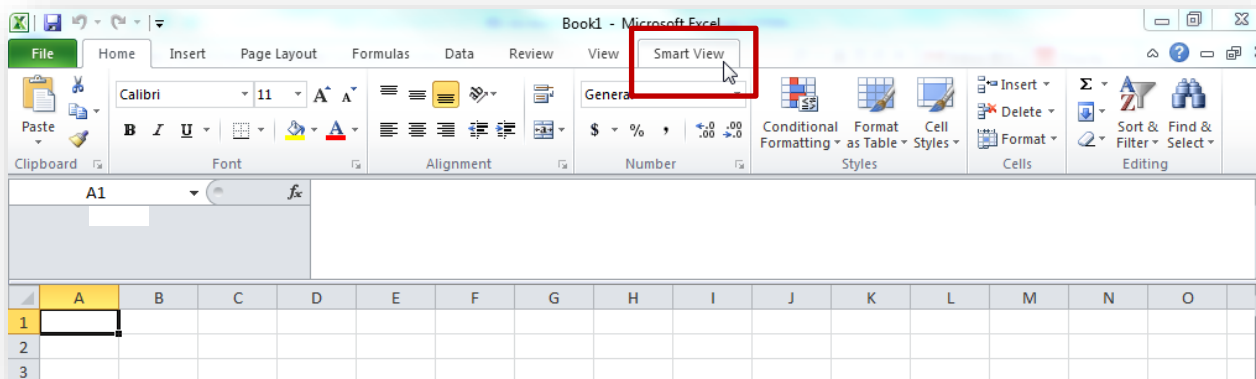 Book1 - Microsoft Excel
File Home Insert Page Layout Formulas Data Review View Smart View
Calibri 11 A A General Insert Σ
Paste B I U A $ % , .0 .00 .00 .0 Conditional Formatting Format as Table Cell Styles Delete Format Sort & Filter Find & Select
Clipboard Font Alignment Number Styles Cells Editing
A1 fx
A B C D E F G H I J K L M N O
1
2
3